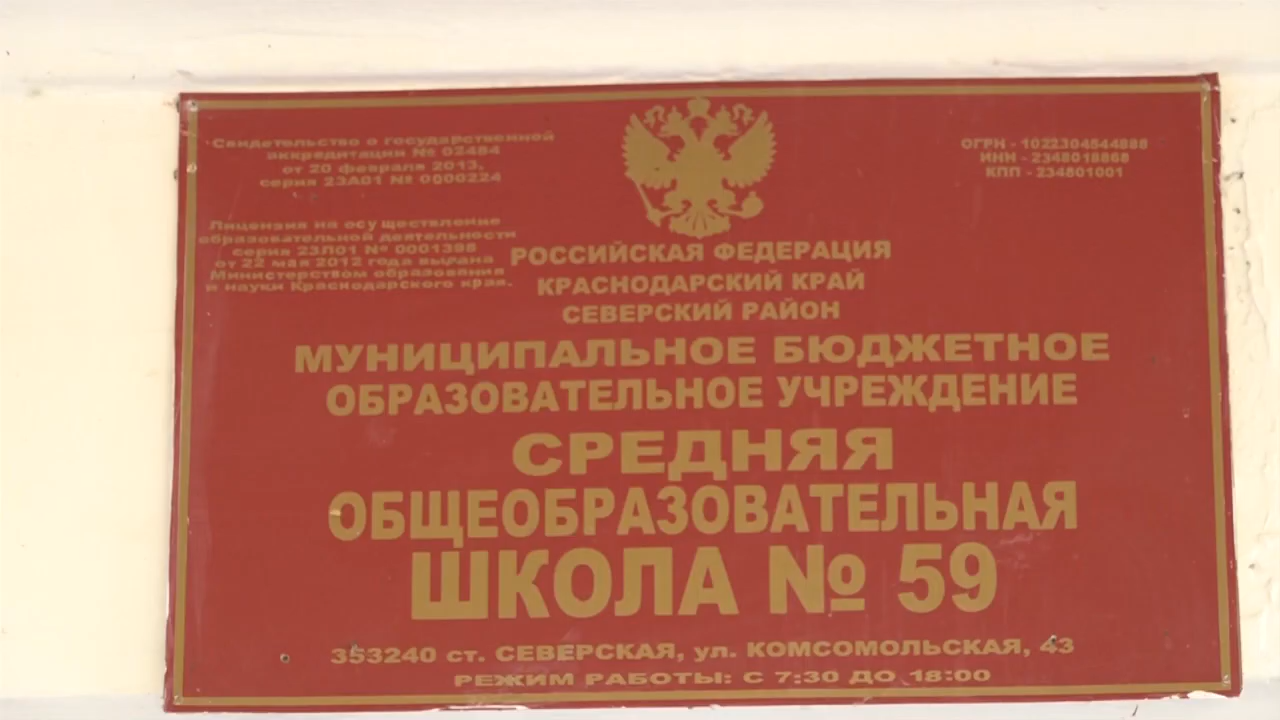 Свидетельство о государственной
аккредитации № 02484
от 20 февраля 2013,
серия 23А01 № 0000224
Лицензия на осуществление
образовательной деятельности
серия 23Л01 № 0001398
от 22 мая 2012 года выдана
Министерством образования
и науки Краснодарского края.
ОГРН - 1022304544888
ИНН - 2348018868
КПП - 234801001
РОССИЙСКАЯ ФЕДЕРАЦИЯ
КРАСНОДАРСКИЙ КРАЙ
СЕВЕРСКИЙ РАЙОН
МУНИЦИПАЛЬНОЕ БЮДЖЕТНОЕ
ОБРАЗОВАТЕЛЬНОЕ УЧРЕЖДЕНИЕ
СРЕДНЯЯ
ОБЩЕОБРАЗОВАТЕЛЬНАЯ
ШКОЛА № 59
353240 ст. СЕВЕРСКАЯ, ул. КОМСОМОЛЬСКАЯ, 43
РЕЖИМ РАБОТЫ: С 7:30 ДО 18:00